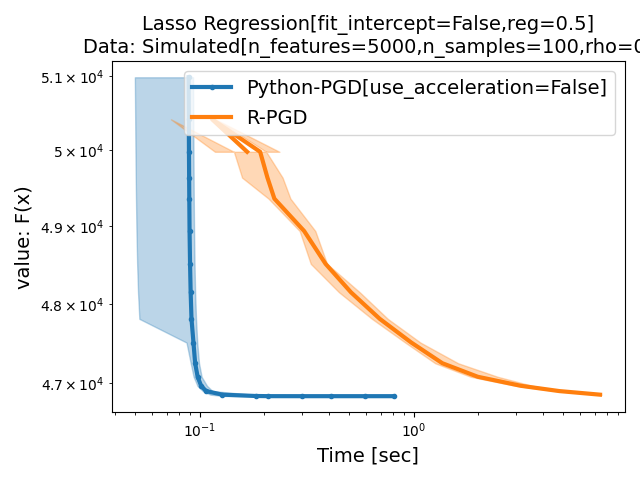 Lasso Regression[fit_intercept=False,reg=0.5]
Data: Simulated[n_features=5000,n_samples=100,rho=0
Python-PGD[use_acceleration=False]
R-PGD
value: F(x)
5.1 × 10⁴
5 × 10⁴
4.9 × 10⁴
4.8 × 10⁴
4.7 × 10⁴
10⁻¹
10⁰
Time [sec]